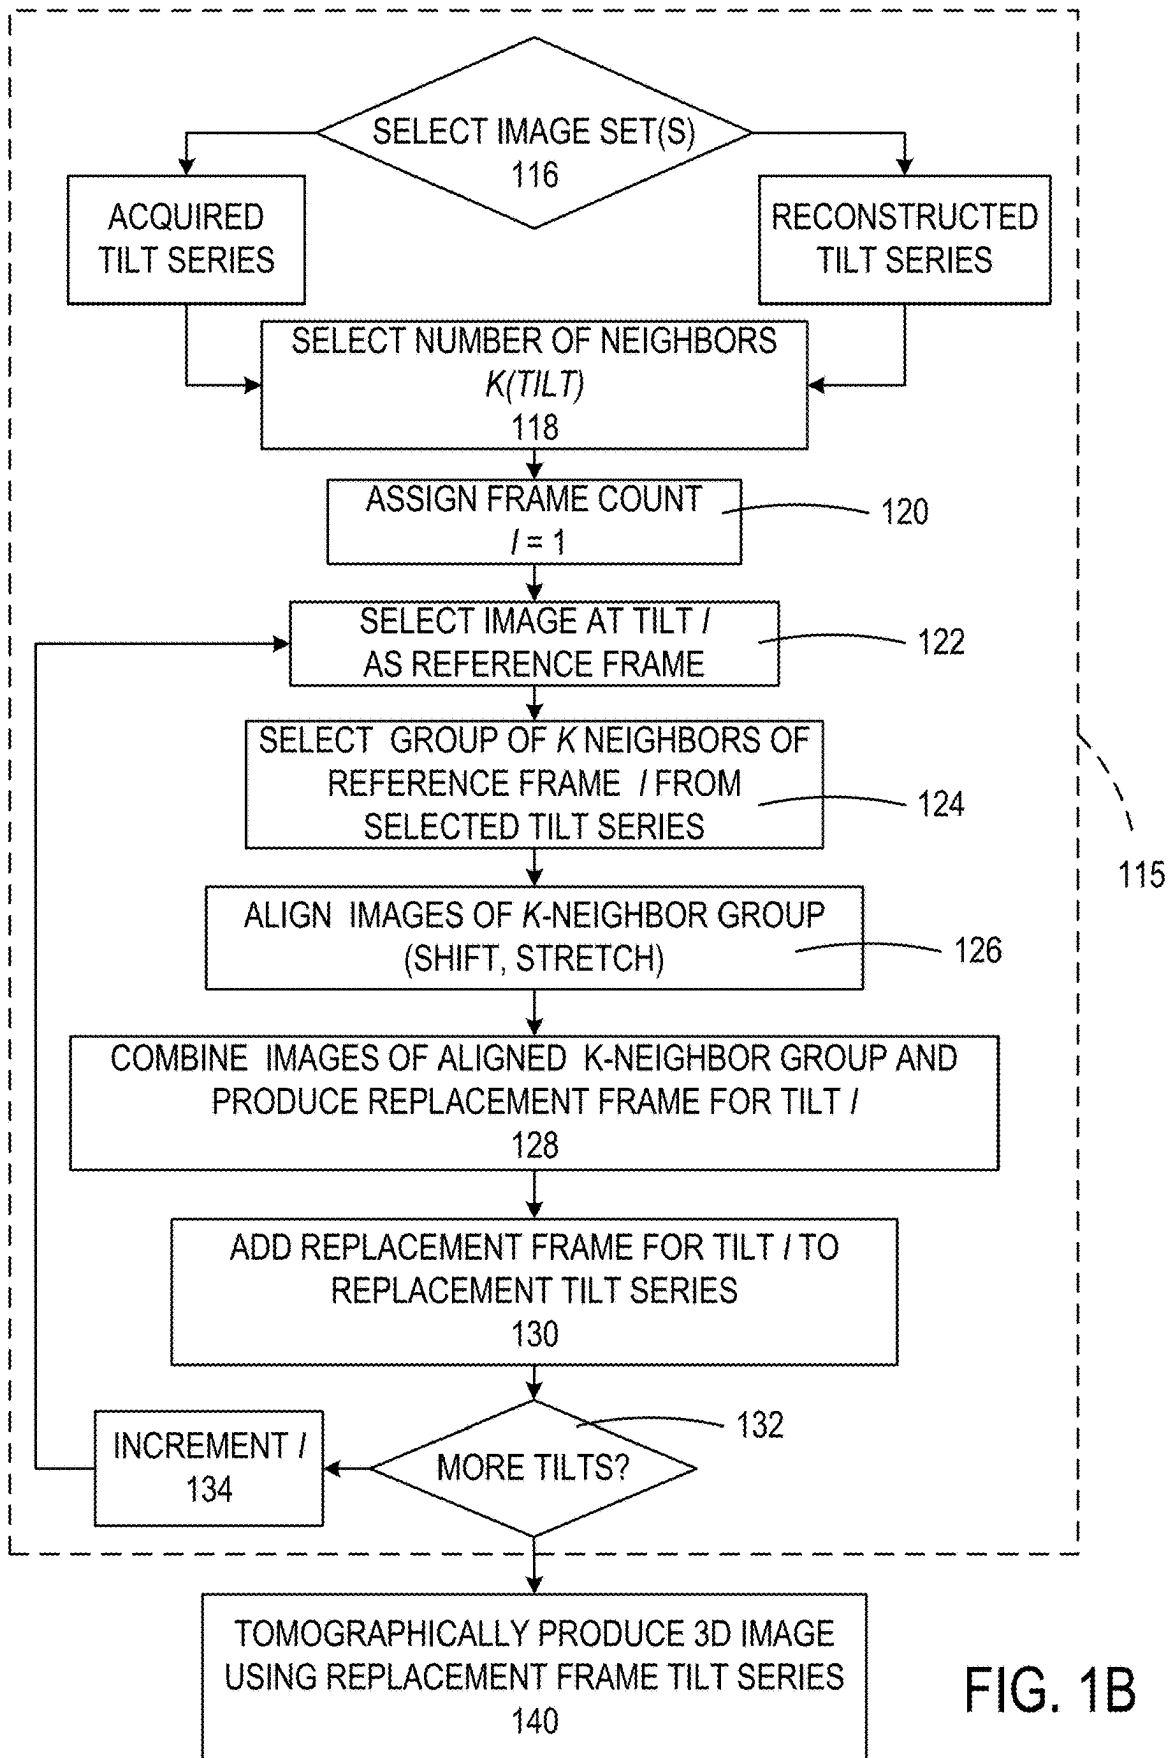 SELECT IMAGE SET(S)
116
ACQUIRED
TILT SERIES
RECONSTRUCTED
TILT SERIES
SELECT NUMBER OF NEIGHBORS
K(TILT)
118
ASSIGN FRAME COUNT
I = 1
120
SELECT IMAGE AT TILT I
AS REFERENCE FRAME
122
SELECT GROUP OF K NEIGHBORS OF
REFERENCE FRAME I FROM
SELECTED TILT SERIES
124
115
ALIGN IMAGES OF K-NEIGHBOR GROUP
(SHIFT, STRETCH)
126
COMBINE IMAGES OF ALIGNED K-NEIGHBOR GROUP AND
PRODUCE REPLACEMENT FRAME FOR TILT I
128
ADD REPLACEMENT FRAME FOR TILT I TO
REPLACEMENT TILT SERIES
130
132
MORE TILTS?
INCREMENT I
134
TOMOGRAPHICALLY PRODUCE 3D IMAGE
USING REPLACEMENT FRAME TILT SERIES
140
FIG. 1B